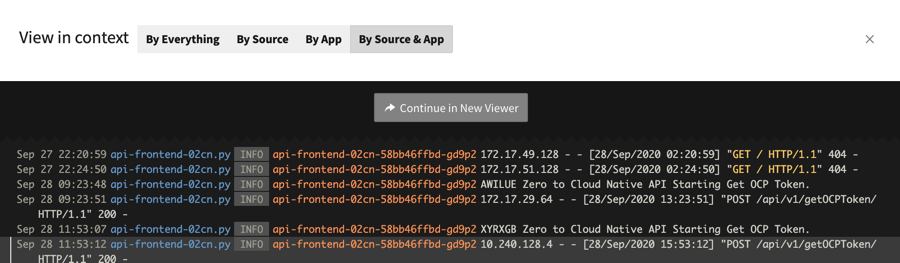 View in context By Everything By Source By App By Source & App ×
Continue in New Viewer
Sep 27 22:20:59 api-frontend-02cn.py INFO api-frontend-02cn-58bb46ffbd-gd9p2 172.17.49.128 - - [28/Sep/2020 02:20:59] "GET / HTTP/1.1" 404 -
Sep 27 22:24:50 api-frontend-02cn.py INFO api-frontend-02cn-58bb46ffbd-gd9p2 172.17.51.128 - - [28/Sep/2020 02:24:50] "GET / HTTP/1.1" 404 -
Sep 28 09:23:48 api-frontend-02cn.py INFO api-frontend-02cn-58bb46ffbd-gd9p2 AWILUE Zero to Cloud Native API Starting Get OCP Token.
Sep 28 09:23:51 api-frontend-02cn.py INFO api-frontend-02cn-58bb46ffbd-gd9p2 172.17.29.64 - - [28/Sep/2020 13:23:51] "POST /api/v1/getOCPToken/
HTTP/1.1" 200 -
Sep 28 11:53:07 api-frontend-02cn.py INFO api-frontend-02cn-58bb46ffbd-gd9p2 XYRXGB Zero to Cloud Native API Starting Get OCP Token.
Sep 28 11:53:12 api-frontend-02cn.py INFO api-frontend-02cn-58bb46ffbd-gd9p2 10.240.128.4 - - [28/Sep/2020 15:53:12] "POST /api/v1/getOCPToken/
HTTP/1.1" 200 -